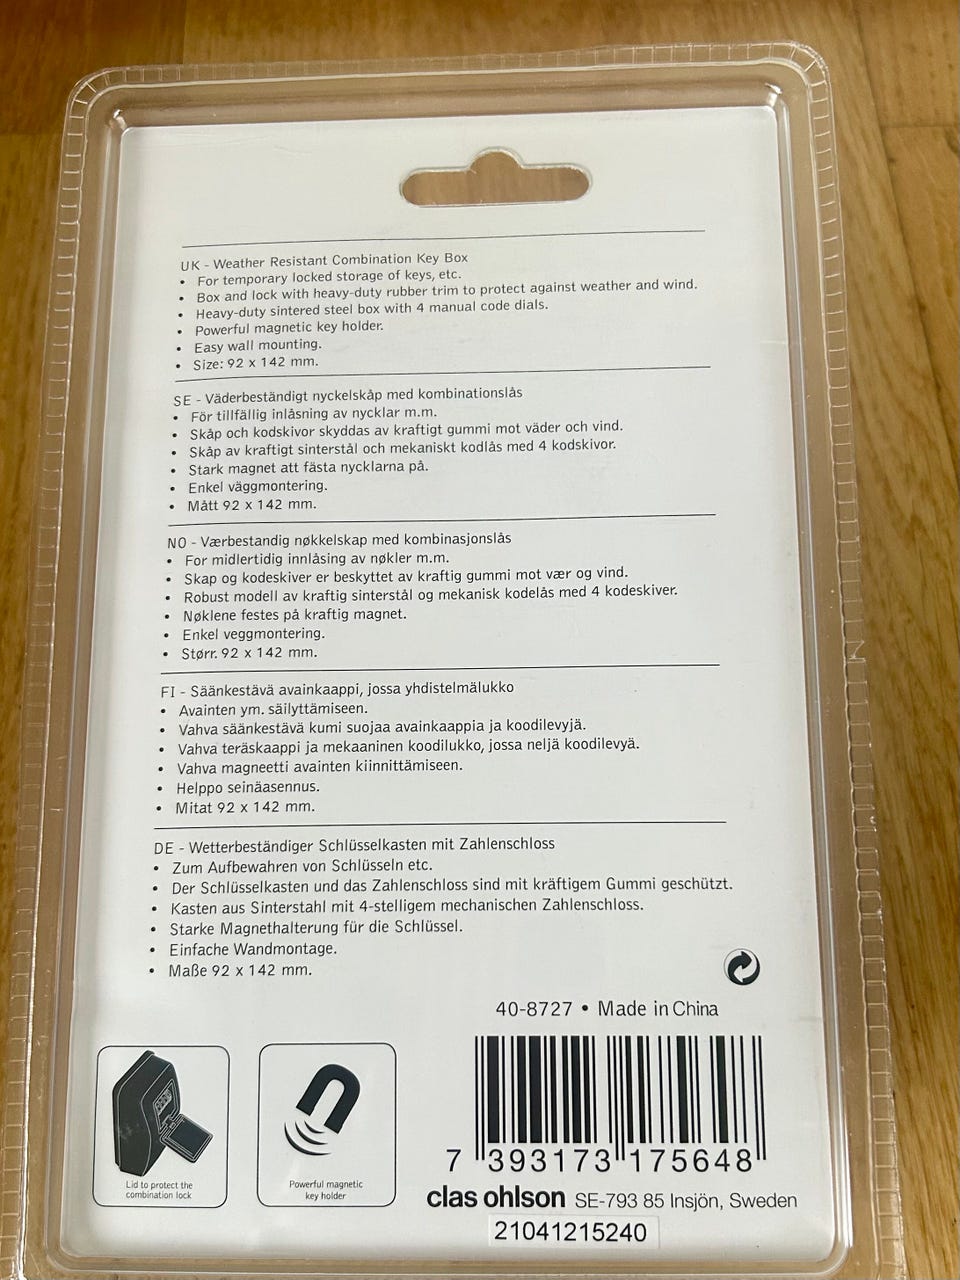 UK - Weather Resistant Combination Key Box
• For temporary locked storage of keys, etc.
• Box and lock with heavy-duty rubber trim to protect against weather and wind.
• Heavy-duty sintered steel box with 4 manual code dials.
• Powerful magnetic key holder.
• Easy wall mounting.
• Size: 92 x 142 mm.
SE - Väderbeständigt nyckelskåp med kombinationslås
• För tillfällig inlåsning av nycklar m.m.
• Skåp och kodskivor skyddas av kraftigt gummi mot väder och vind.
• Skåp av kraftigt sinterstål och mekaniskt kodlås med 4 kodskivor.
• Stark magnet att fästa nycklarna på.
• Enkel väggmontering.
• Mått 92 x 142 mm.
NO - Værbestandig nøkkelskap med kombinasjonslås
• For midlertidig innlåsing av nøkler m.m.
• Skap og kodeskiver er beskyttet av kraftig gummi mot vær og vind.
• Robust modell av kraftig sinterstål og mekanisk kodelås med 4 kodeskiver.
• Nøklene festes på kraftig magnet.
• Enkel veggmontering.
• Størr. 92 x 142 mm.
FI - Säänkestävä avainkaappi, jossa yhdistelmälukko
• Avainten ym. säilyttämiseen.
• Vahva säänkestävä kumi suojaa avainkaappia ja koodilevyjä.
• Vahva teräskaappi ja mekaaninen koodilukko, jossa neljä koodilevyä.
• Vahva magneetti avainten kiinnittämiseen.
• Helppo seinäasennus.
• Mitat 92 x 142 mm.
DE - Wetterbeständiger Schlüsselkasten mit Zahlenschloss
• Zum Aufbewahren von Schlüsseln etc.
• Der Schlüsselkasten und das Zahlenschloss sind mit kräftigem Gummi geschützt.
• Kasten aus Sinterstahl mit 4-stelligem mechanischen Zahlenschloss.
• Starke Magnethalterung für die Schlüssel.
• Einfache Wandmontage.
• Maße 92 x 142 mm.
40-8727 • Made in China
Lid to protect the
combination lock
Powerful magnetic
key holder
7 393173 175648
clas ohlson SE-793 85 Insjön, Sweden
21041215240